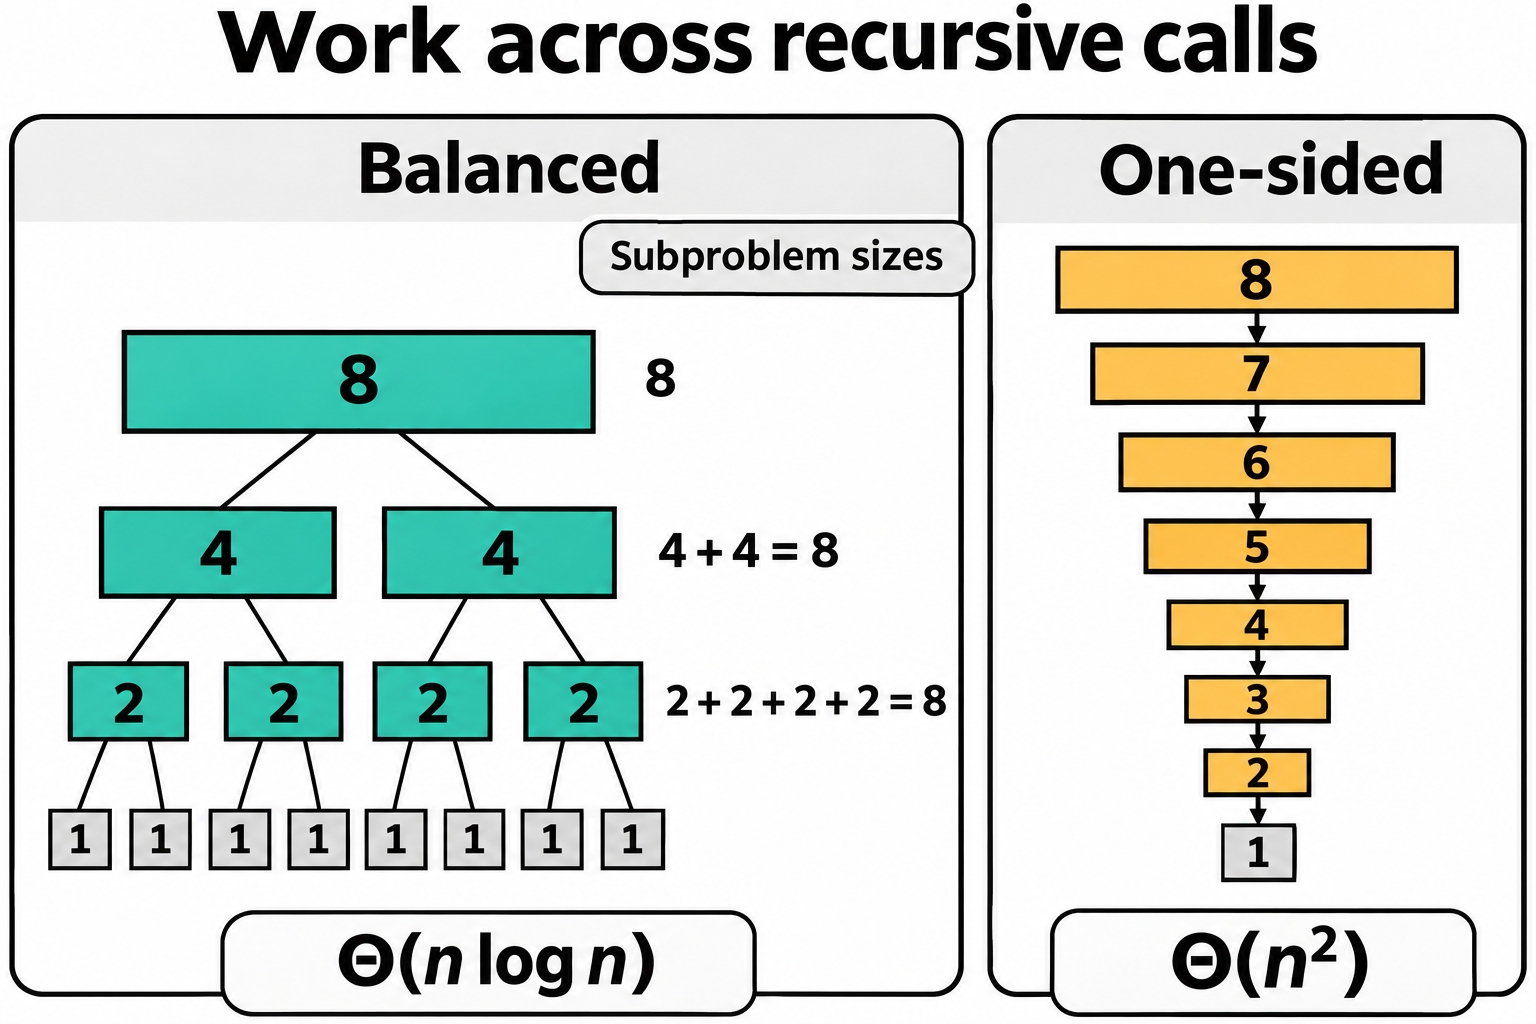 Work across recursive calls
Balanced
Subproblem sizes
8 8
4 4 4 + 4 = 8
2 2 2 2 2 + 2 + 2 + 2 = 8
1 1 1 1 1 1 1 1
Θ(n log n)
One-sided
8
7
6
5
4
3
2
1
Θ(n²)